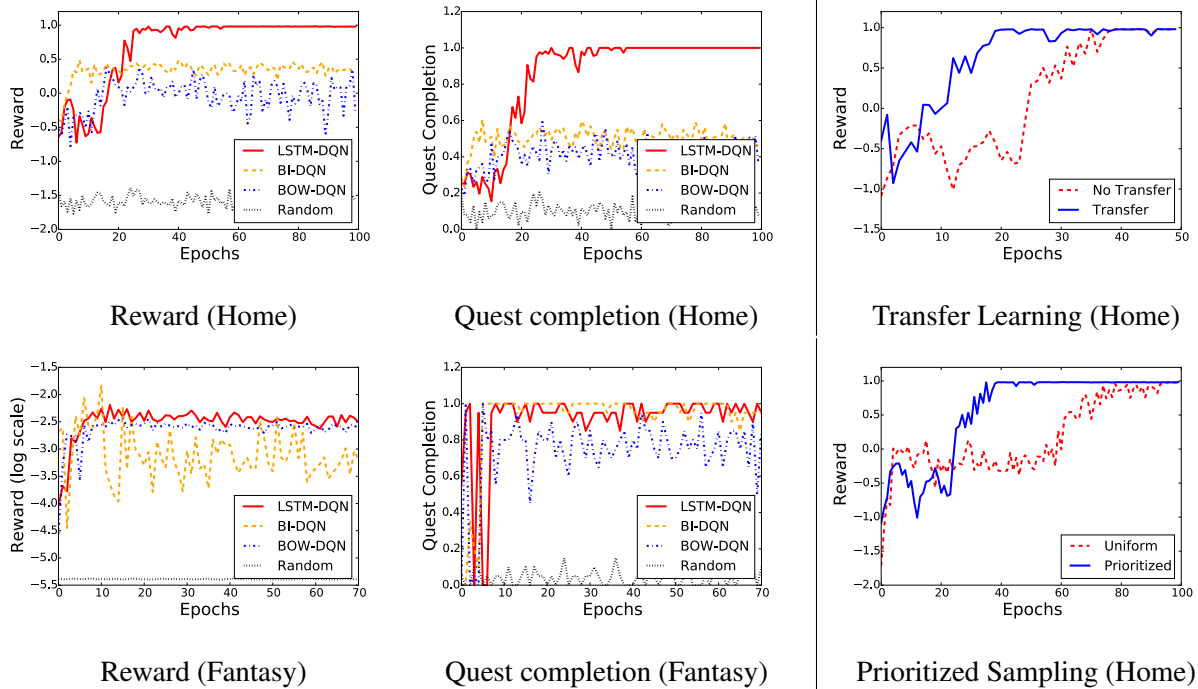 1.0
0.5
0.0
−0.5
−1.0
−1.5
−2.0
Reward
0 20 40 60 80 100
Epochs
LSTM-DQN
BI-DQN
BOW-DQN
Random
Reward (Home)
1.2
1.0
0.8
0.6
0.4
0.2
0.0
Quest Completion
0 20 40 60 80 100
Epochs
LSTM-DQN
BI-DQN
BOW-DQN
Random
Quest completion (Home)
1.0
0.5
0.0
−0.5
−1.0
−1.5
Reward
0 10 20 30 40 50
Epochs
No Transfer
Transfer
Transfer Learning (Home)
−1.5
−2.0
−2.5
−3.0
−3.5
−4.0
−4.5
−5.0
−5.5
Reward (log scale)
0 10 20 30 40 50 60 70
Epochs
LSTM-DQN
BI-DQN
BOW-DQN
Random
Reward (Fantasy)
1.2
1.0
0.8
0.6
0.4
0.2
0.0
Quest Completion
0 10 20 30 40 50 60 70
Epochs
LSTM-DQN
BI-DQN
BOW-DQN
Random
Quest completion (Fantasy)
1.0
0.5
0.0
−0.5
−1.0
−1.5
−2.0
Reward
0 20 40 60 80 100
Epochs
Uniform
Prioritized
Prioritized Sampling (Home)